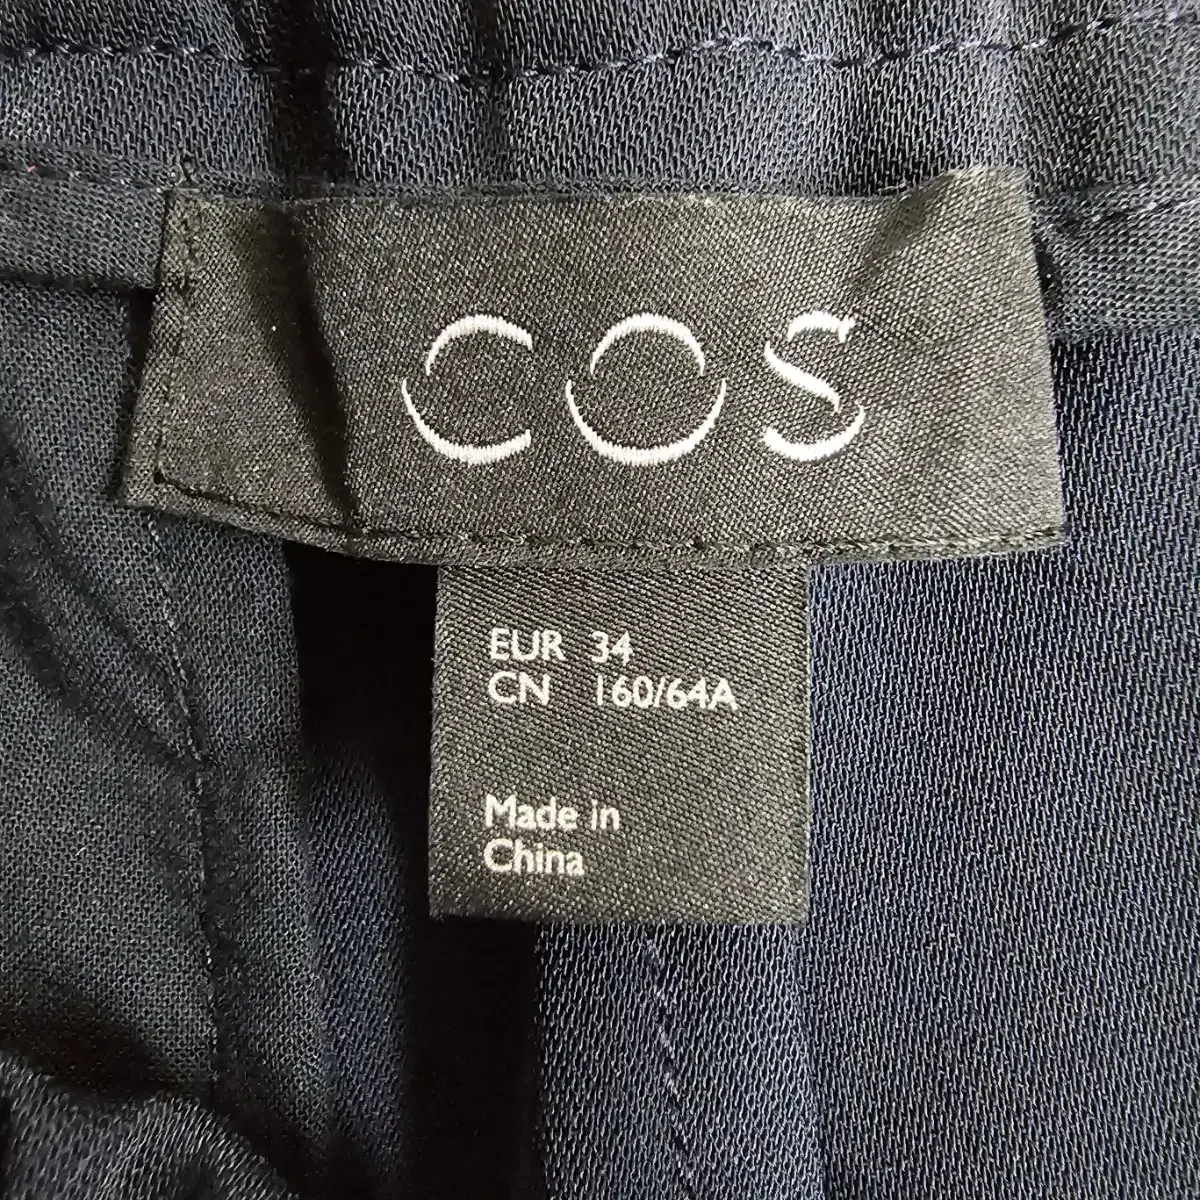 COS
EUR 34
CN 160/64A
Made in
China